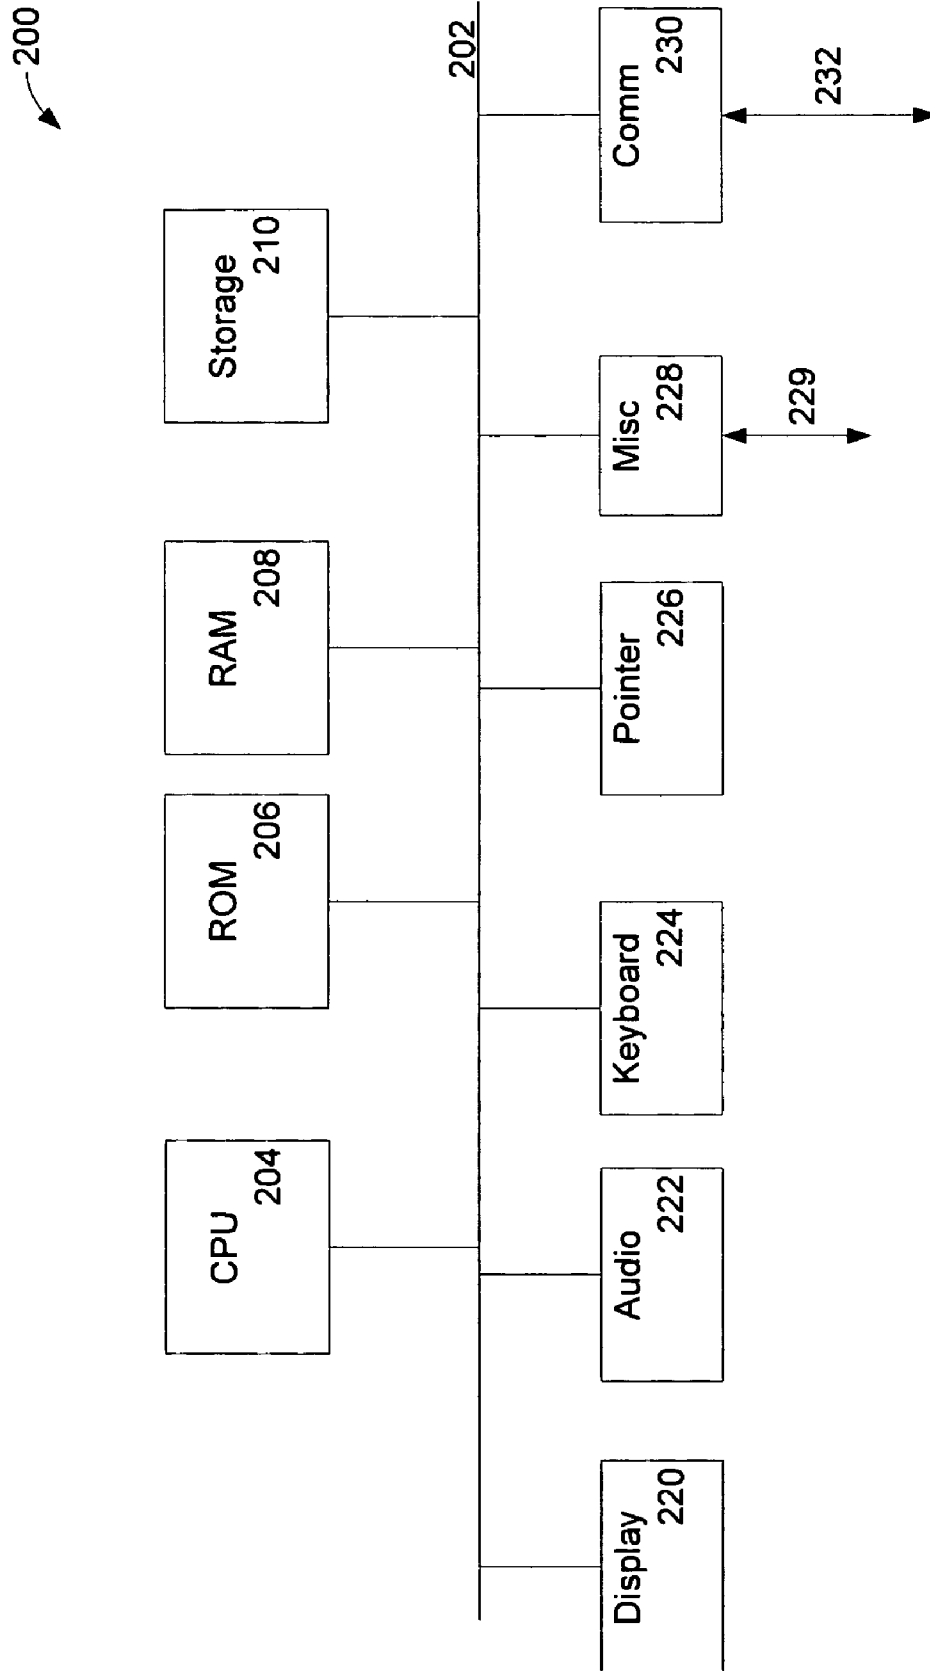 200
CPU
204
ROM
206
RAM
208
Storage
210
202
Display
220
Audio
222
Keyboard
224
Pointer
226
Misc
228
Comm
230
229
232